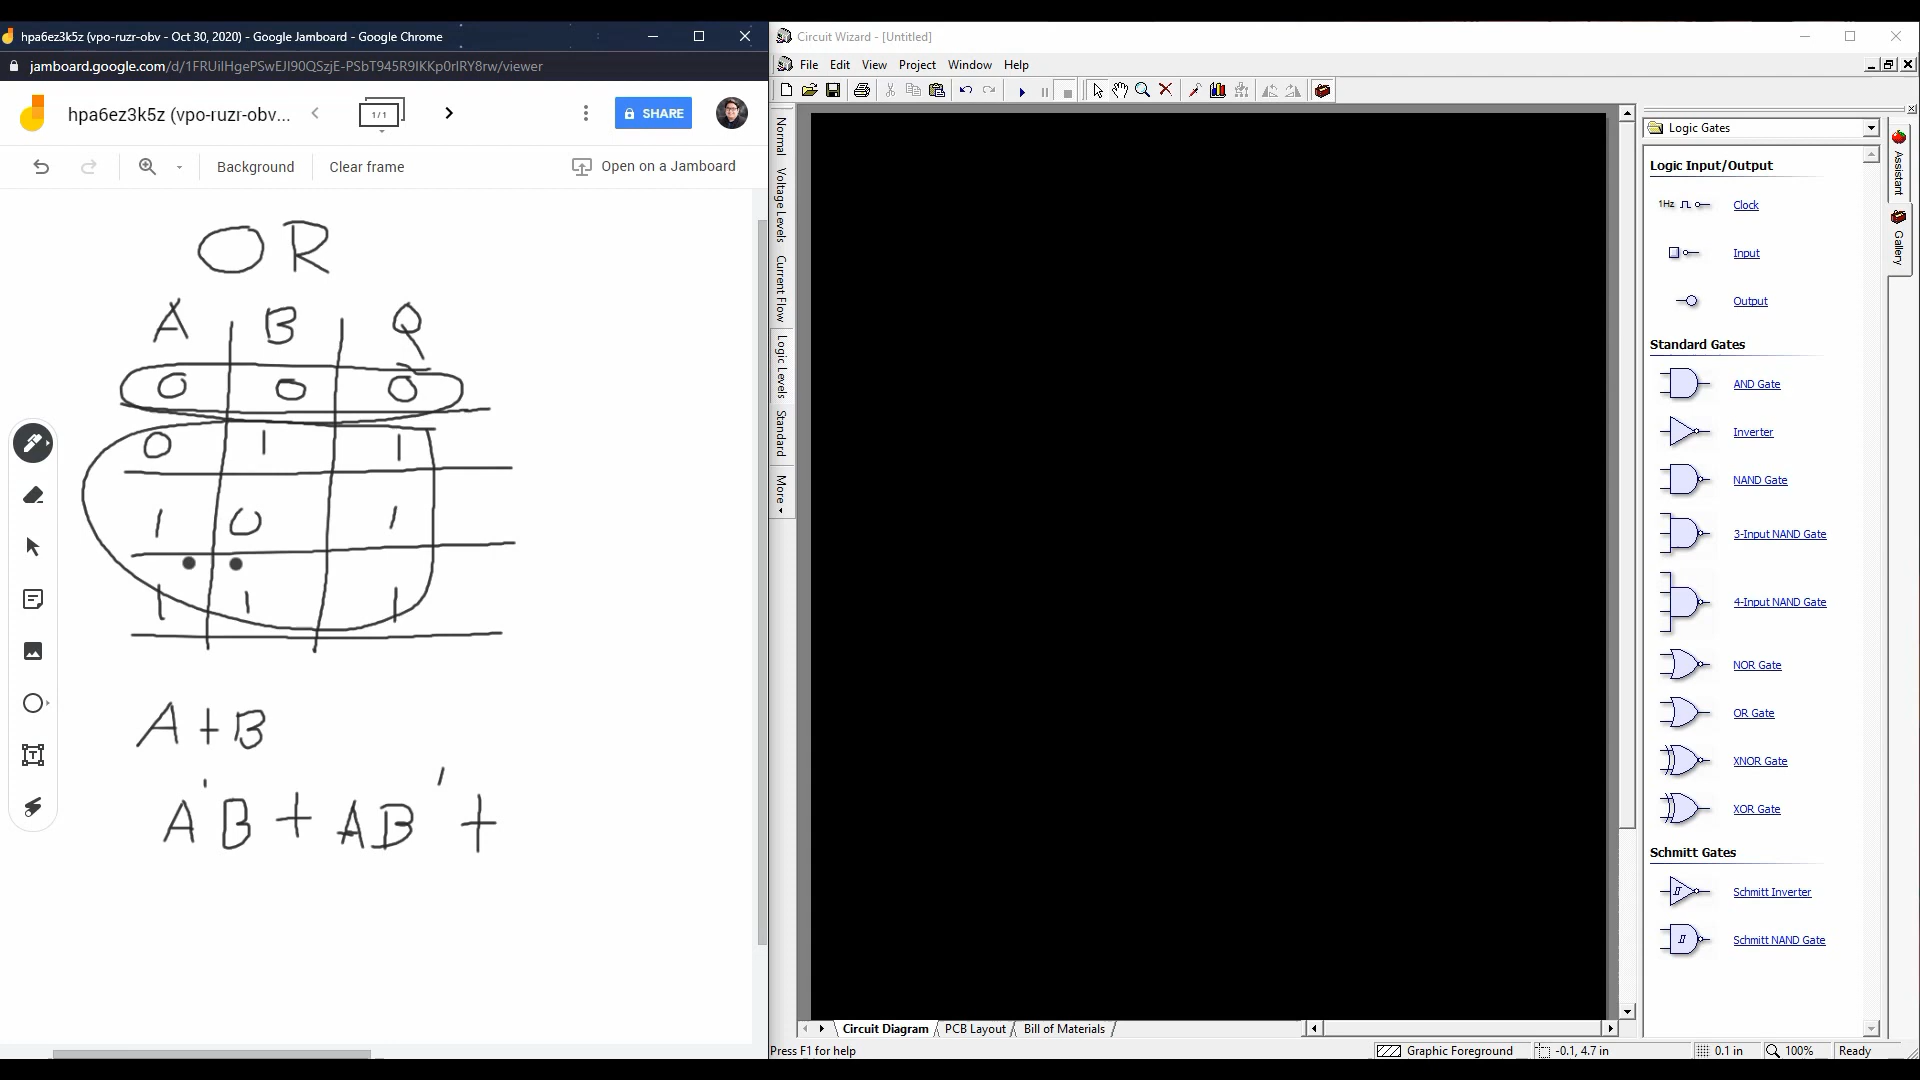 hpa6ez3k5z (vpo-ruzr-obv - Oct 30, 2020) - Google Jamboard - Google Chrome
jamboard.google.com/d/1FRUilHgePSwEJl90QSzjE-PSbT945R9IKKp0rlRY8rw/viewer
hpa6ez3k5z (vpo-ruzr-obv...
1/1
SHARE
Background
Clear frame
Open on a Jamboard
OR
A B Q
0 0 0
0 1 1
1 0 1
1 1 1
A+B
A'B + AB' +
Circuit Wizard - [Untitled]
File Edit View Project Window Help
Normal
Voltage Levels
Current Flow
Logic Levels
Standard
More
Logic Gates
Logic Input/Output
1Hz Clock
Input
Output
Standard Gates
AND Gate
Inverter
NAND Gate
3-Input NAND Gate
4-Input NAND Gate
NOR Gate
OR Gate
XNOR Gate
XOR Gate
Schmitt Gates
Schmitt Inverter
Schmitt NAND Gate
Assistant
Gallery
Circuit Diagram PCB Layout Bill of Materials
Press F1 for help
Graphic Foreground
-0.1, 4.7 in
0.1 in
100%
Ready